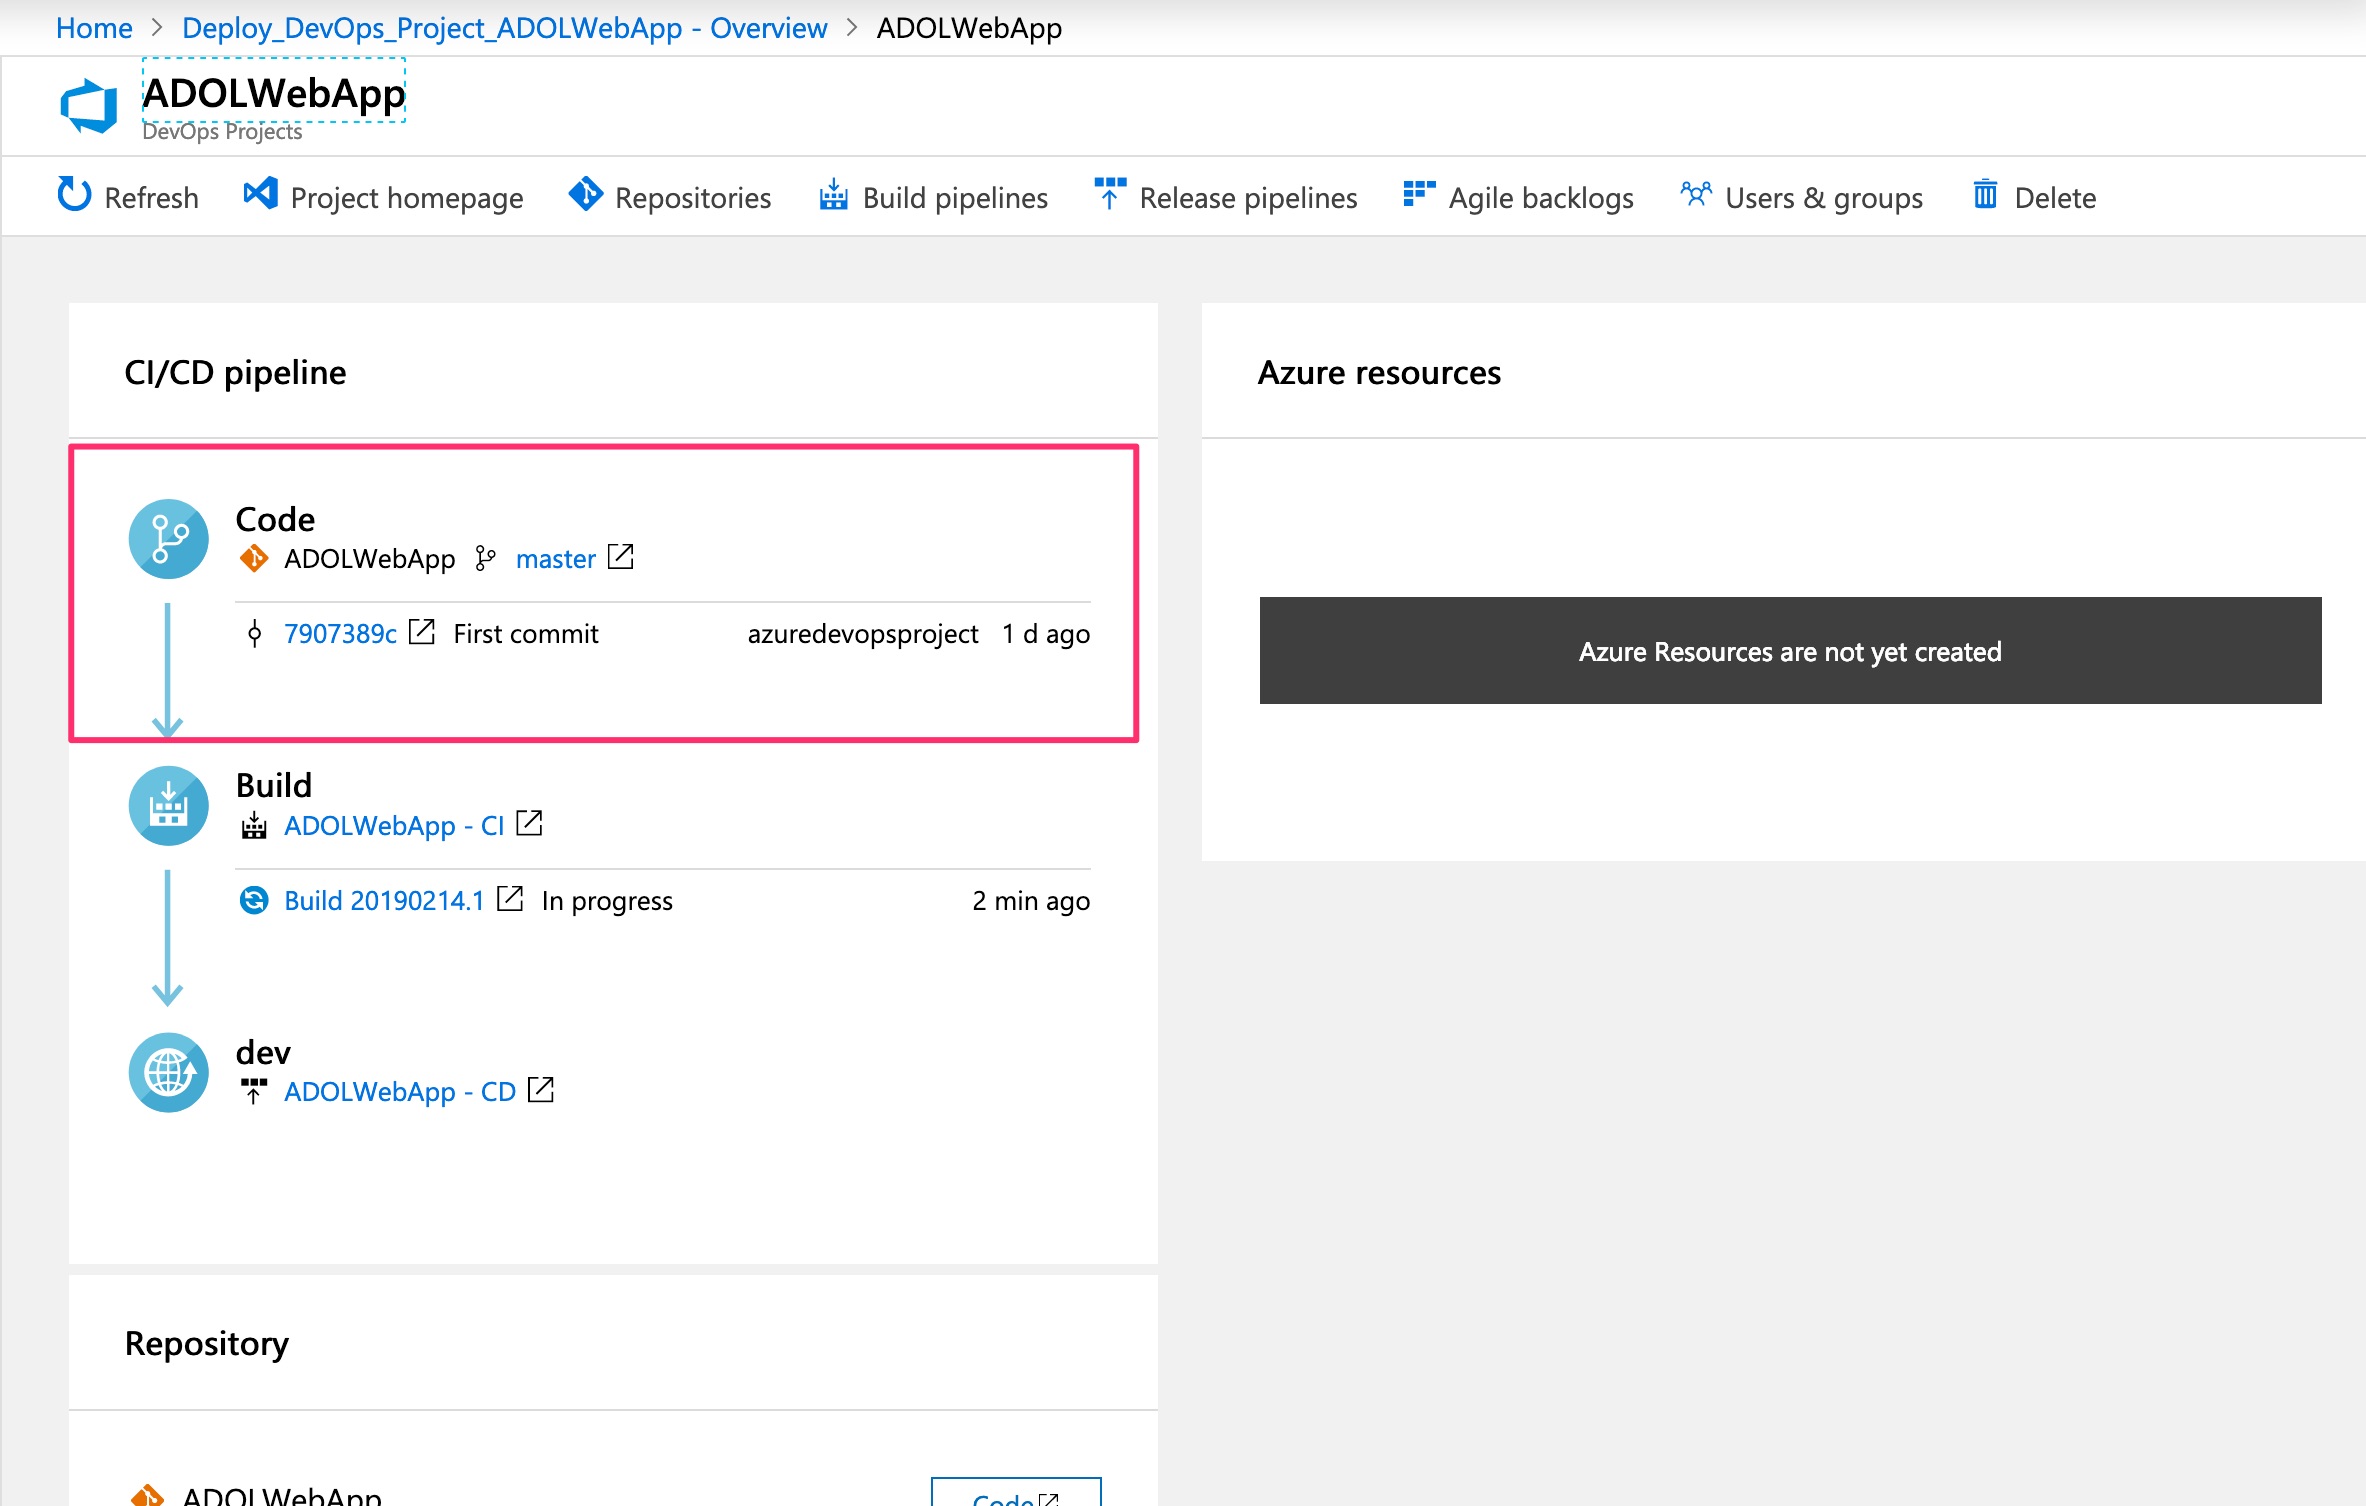 Home > Deploy_DevOps_Project_ADOLWebApp - Overview > ADOLWebApp
ADOLWebApp
DevOps Projects
Refresh Project homepage Repositories Build pipelines Release pipelines Agile backlogs Users & groups Delete
CI/CD pipeline
Code
ADOLWebApp master
7907389c First commit azuredevopsproject 1 d ago
Build
ADOLWebApp - CI
Build 20190214.1 In progress 2 min ago
dev
ADOLWebApp - CD
Azure resources
Azure Resources are not yet created
Repository
ADOLWebApp
Code